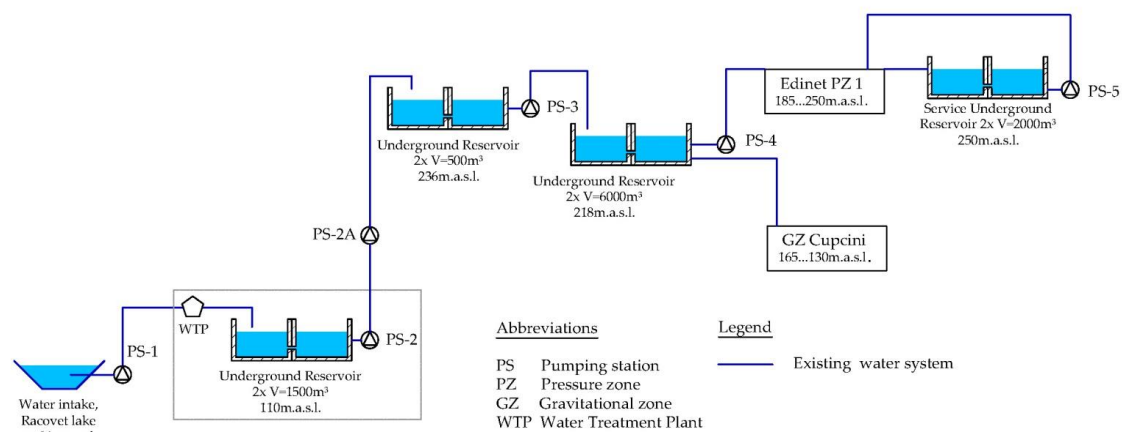 PS-3
Underground Reservoir
2x V=500m³
236m.a.s.l.
PS-4
Underground Reservoir
2x V=6000m³
218m.a.s.l.
Edinet PZ 1
185...250m.a.s.l.
PS-5
Service Underground
Reservoir 2x V=2000m³
250m.a.s.l.
GZ Cupcini
165...130m.a.s.l.
PS-2A
WTP
PS-1
PS-2
Underground Reservoir
2x V=1500m³
110m.a.s.l.
Water intake,
Racovet lake
Abbreviations
PS Pumping station
PZ Pressure zone
GZ Gravitational zone
WTP Water Treatment Plant
Legend
Existing water system